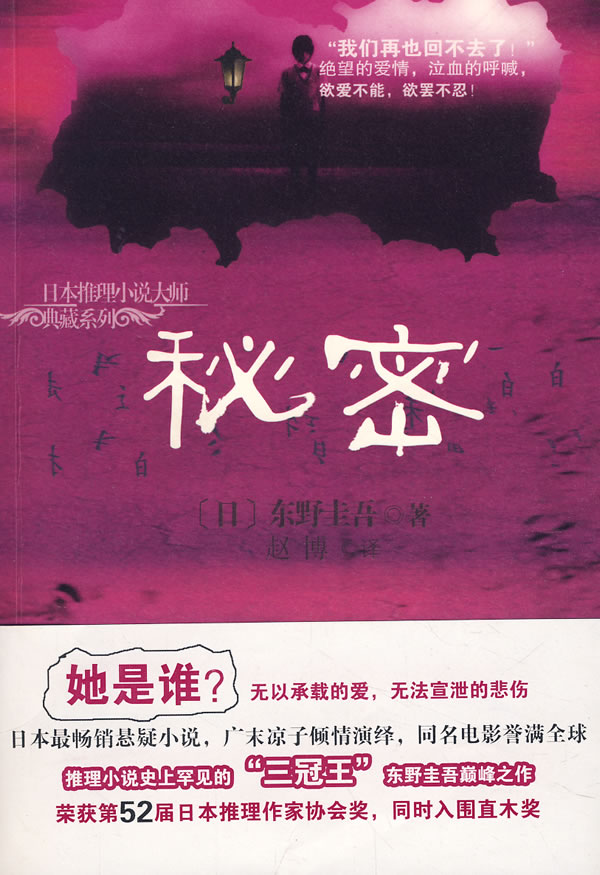 “我们再也回不去了！”
绝望的爱情，泣血的呼喊，
欲爱不能，欲罢不忍！
日本推理小说大师
典藏系列
秘密
〔日〕东野圭吾◎著
赵博 译
她是谁？ 无以承载的爱，无法宣泄的悲伤
日本最畅销悬疑小说，广末凉子倾情演绎，同名电影誉满全球
推理小说史上罕见的“三冠王”东野圭吾巅峰之作
荣获第52届日本推理作家协会奖，同时入围直木奖